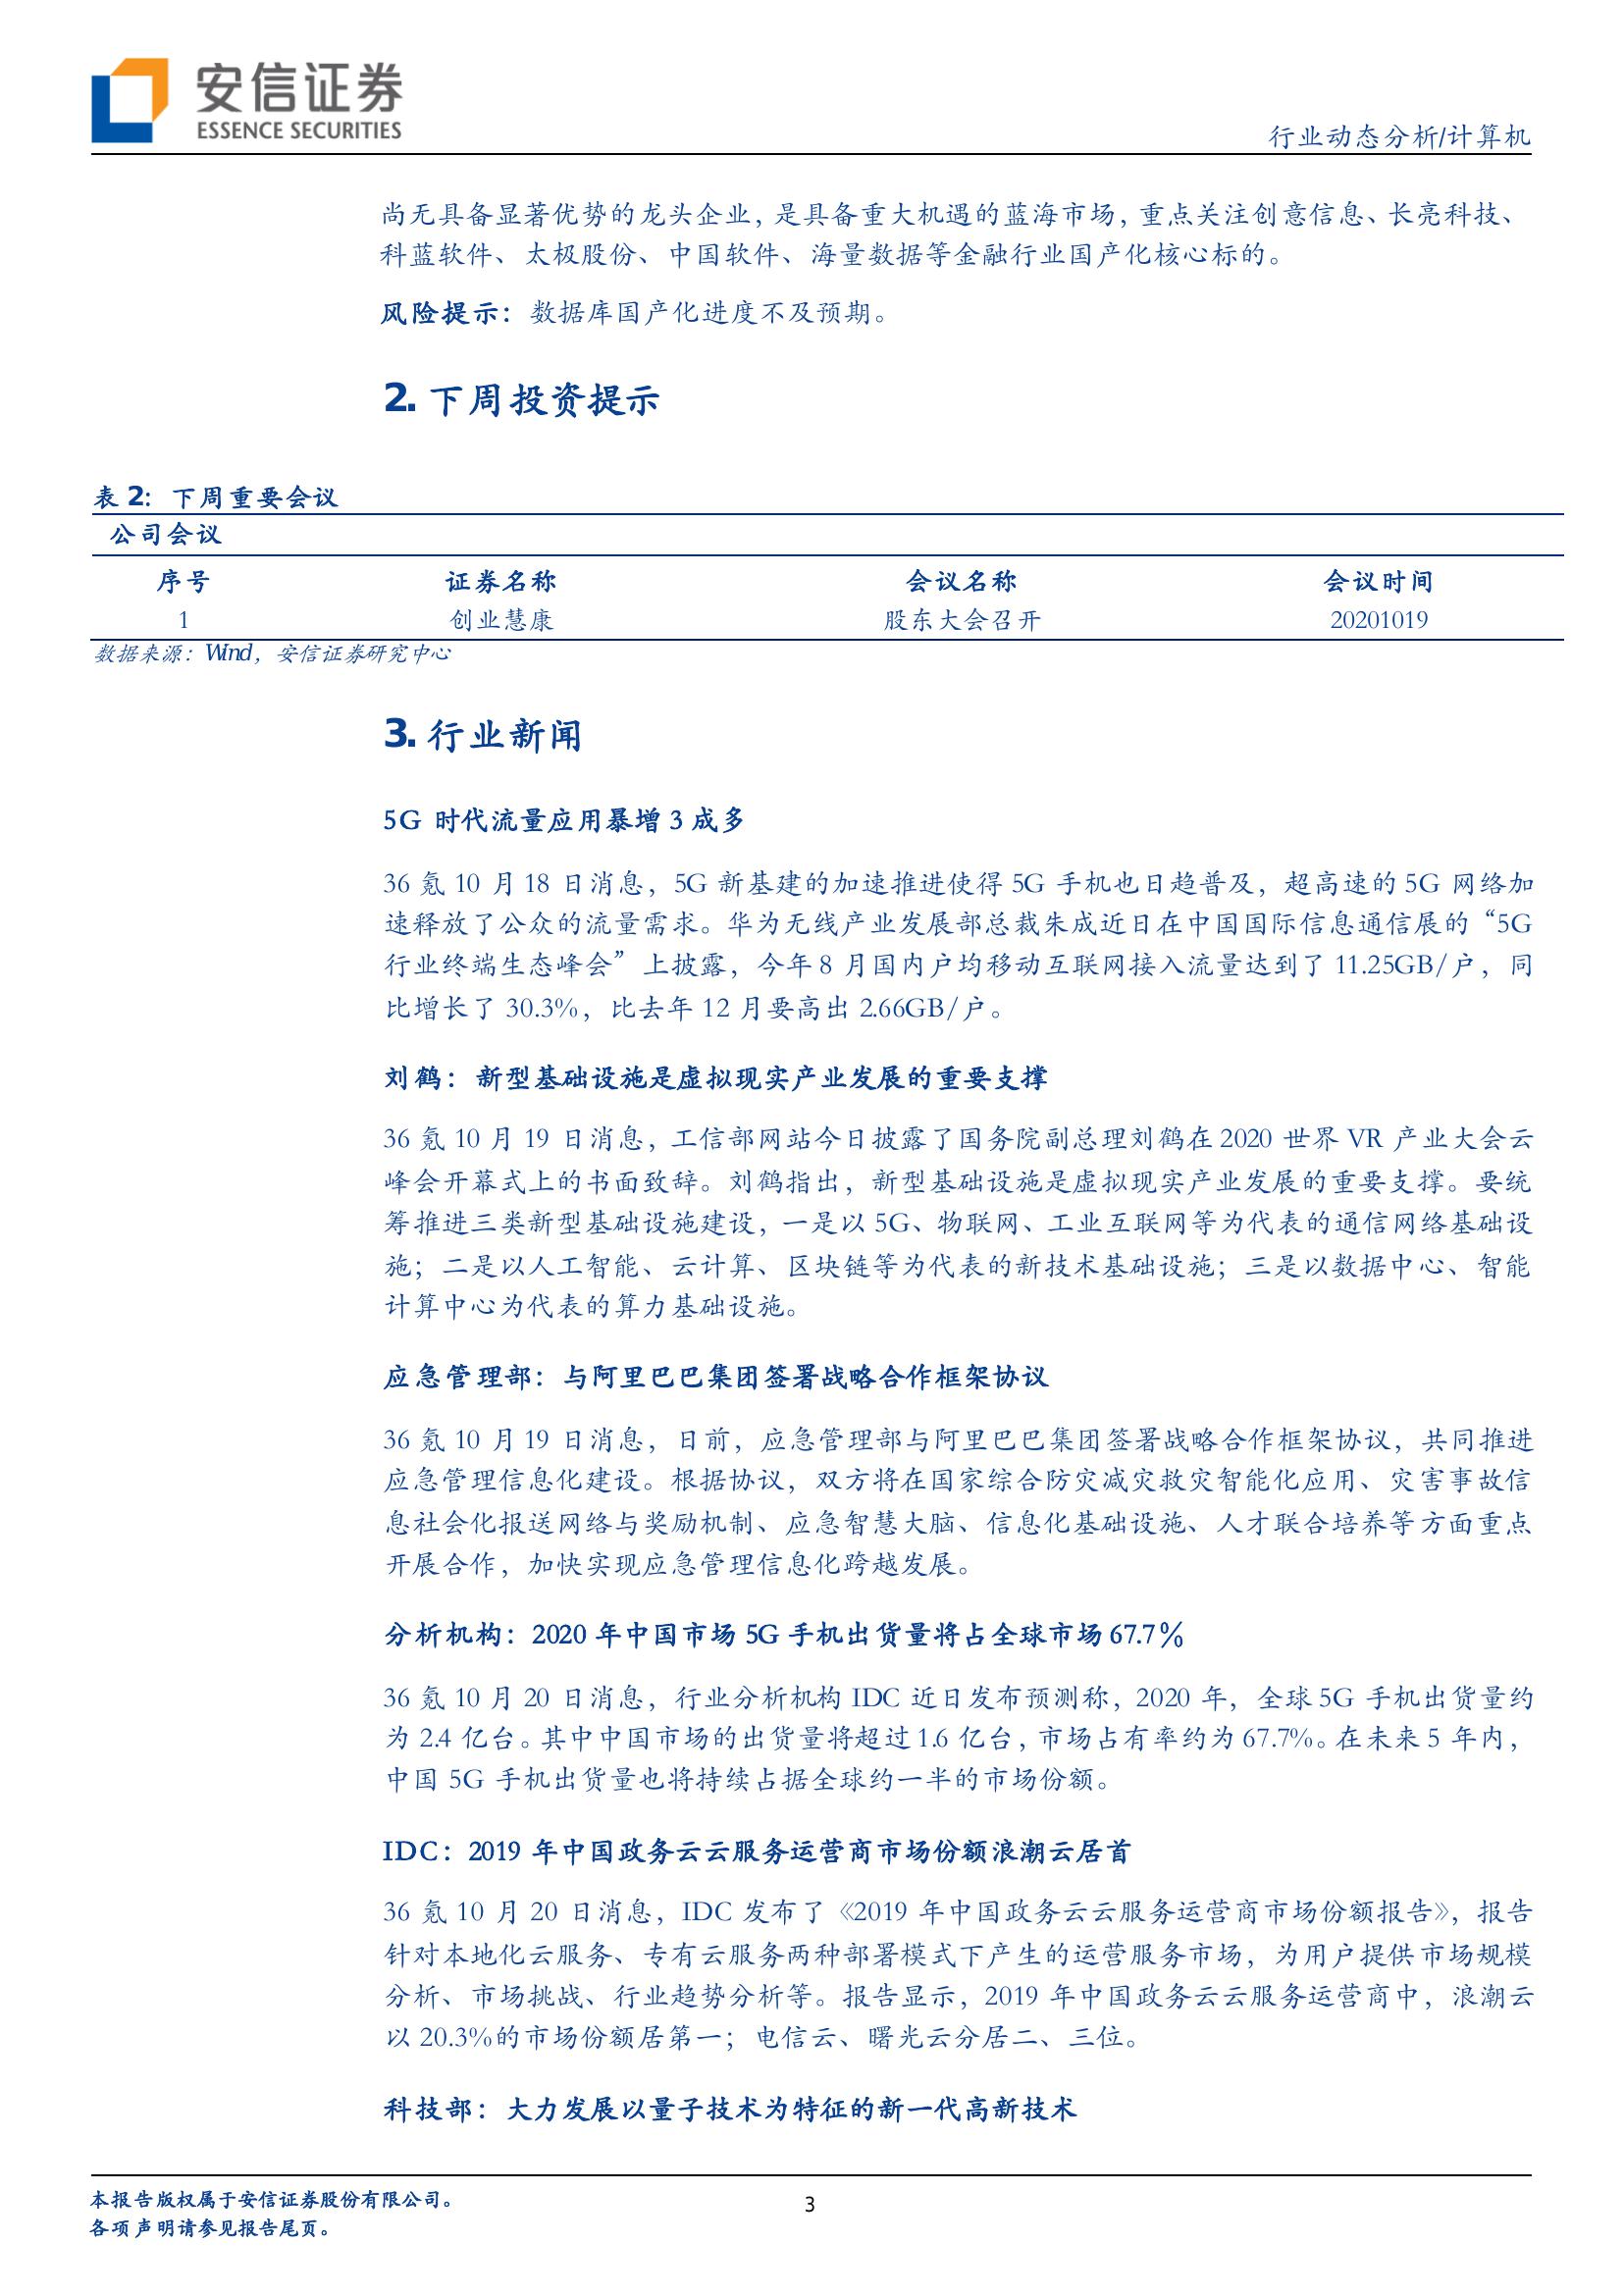 安信证券
ESSENCE SECURITIES
行业动态分析/计算机
尚无具备显著优势的龙头企业，是具备重大机遇的蓝海市场，重点关注创意信息、长亮科技、
科蓝软件、太极股份、中国软件、海量数据等金融行业国产化核心标的。
风险提示：数据库国产化进度不及预期。
2. 下周投资提示
表 2：下周重要会议
公司会议
序号 证券名称 会议名称 会议时间
1 创业慧康 股东大会召开 20201019
数据来源：Wind，安信证券研究中心
3. 行业新闻
5G 时代流量应用暴增 3 成多
36 氪 10 月 18 日消息，5G 新基建的加速推进使得 5G 手机也日趋普及，超高速的 5G 网络加
速释放了公众的流量需求。华为无线产业发展部总裁朱成近日在中国国际信息通信展的“5G
行业终端生态峰会”上披露，今年 8 月国内户均移动互联网接入流量达到了 11.25GB/户，同
比增长了 30.3%，比去年 12 月要高出 2.66GB/户。
刘鹤：新型基础设施是虚拟现实产业发展的重要支撑
36 氪 10 月 19 日消息，工信部网站今日披露了国务院副总理刘鹤在 2020 世界 VR 产业大会云
峰会开幕式上的书面致辞。刘鹤指出，新型基础设施是虚拟现实产业发展的重要支撑。要统
筹推进三类新型基础设施建设，一是以 5G、物联网、工业互联网等为代表的通信网络基础设
施；二是以人工智能、云计算、区块链等为代表的新技术基础设施；三是以数据中心、智能
计算中心为代表的算力基础设施。
应急管理部：与阿里巴巴集团签署战略合作框架协议
36 氪 10 月 19 日消息，日前，应急管理部与阿里巴巴集团签署战略合作框架协议，共同推进
应急管理信息化建设。根据协议，双方将在国家综合防灾减灾救灾智能化应用、灾害事故信
息社会化报送网络与奖励机制、应急智慧大脑、信息化基础设施、人才联合培养等方面重点
开展合作，加快实现应急管理信息化跨越发展。
分析机构：2020 年中国市场 5G 手机出货量将占全球市场 67.7%
36 氪 10 月 20 日消息，行业分析机构 IDC 近日发布预测称，2020 年，全球 5G 手机出货量约
为 2.4 亿台。其中中国市场的出货量将超过 1.6 亿台，市场占有率约为 67.7%。在未来 5 年内，
中国 5G 手机出货量也将持续占据全球约一半的市场份额。
IDC：2019 年中国政务云云服务运营商市场份额浪潮云居首
36 氪 10 月 20 日消息，IDC 发布了《2019 年中国政务云云服务运营商市场份额报告》，报告
针对本地化云服务、专有云服务两种部署模式下产生的运营服务市场，为用户提供市场规模
分析、市场挑战、行业趋势分析等。报告显示，2019 年中国政务云云服务运营商中，浪潮云
以 20.3%的市场份额居第一；电信云、曙光云分居二、三位。
科技部：大力发展以量子技术为特征的新一代高新技术
本报告版权属于安信证券股份有限公司。
各项声明请参见报告尾页。
3